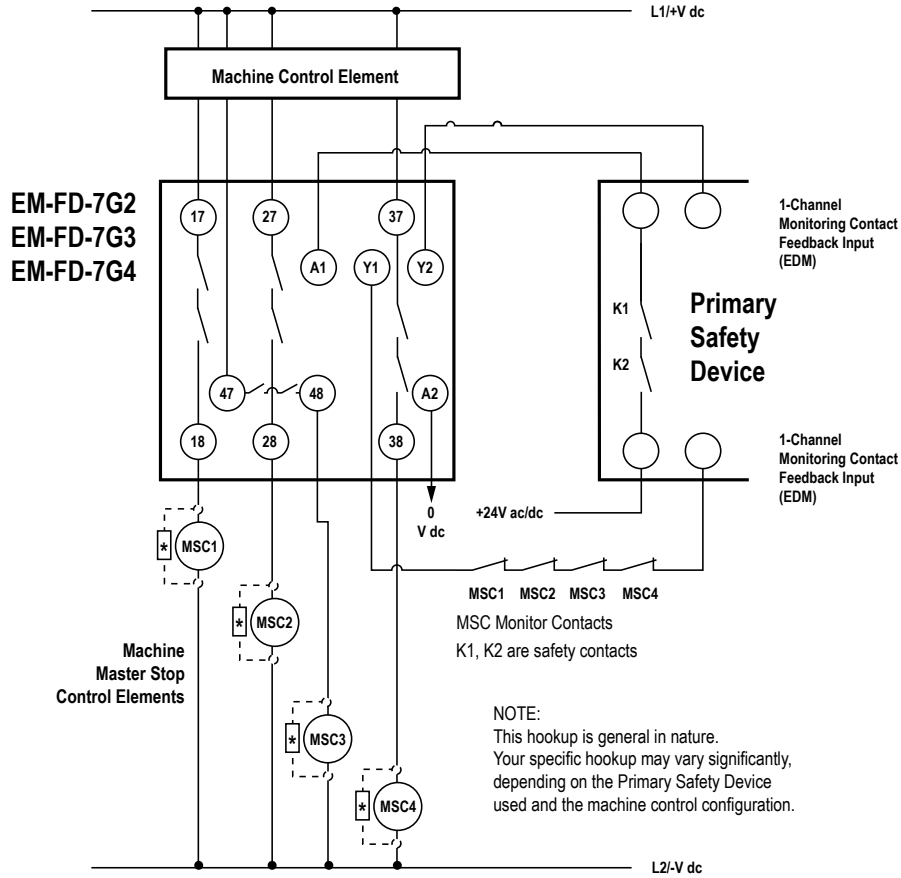 L1/+V dc
Machine Control Element
EM-FD-7G2
EM-FD-7G3
EM-FD-7G4
17
27
37
A1
Y1
Y2
47
48
A2
18
28
38
1-Channel
Monitoring Contact
Feedback Input
(EDM)
K1
K2
Primary
Safety
Device
1-Channel
Monitoring Contact
Feedback Input
(EDM)
0
V dc
+24V ac/dc
* MSC1
* MSC2
* MSC3
* MSC4
MSC1 MSC2 MSC3 MSC4
MSC Monitor Contacts
K1, K2 are safety contacts
Machine
Master Stop
Control Elements
NOTE:
This hookup is general in nature.
Your specific hookup may vary significantly,
depending on the Primary Safety Device
used and the machine control configuration.
L2/-V dc